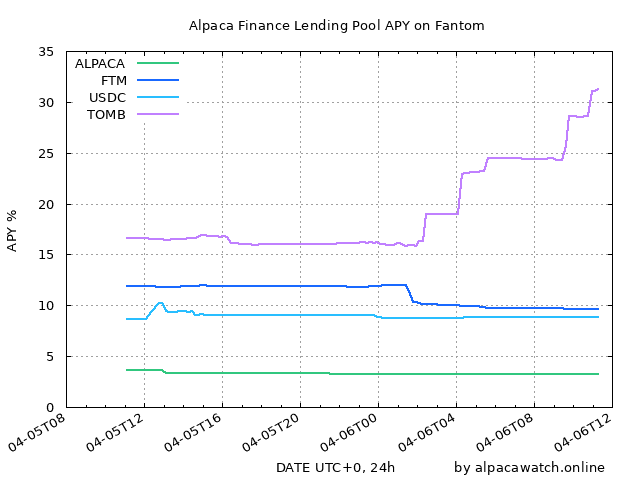 Alpaca Finance Lending Pool APY on Fantom
35
30
25
20
15
10
5
0
APY %
ALPACA
FTM
USDC
TOMB
04-05T08
04-05T12
04-05T16
04-05T20
04-06T00
04-06T04
04-06T08
04-06T12
DATE UTC+0, 24h
by alpacawatch.online